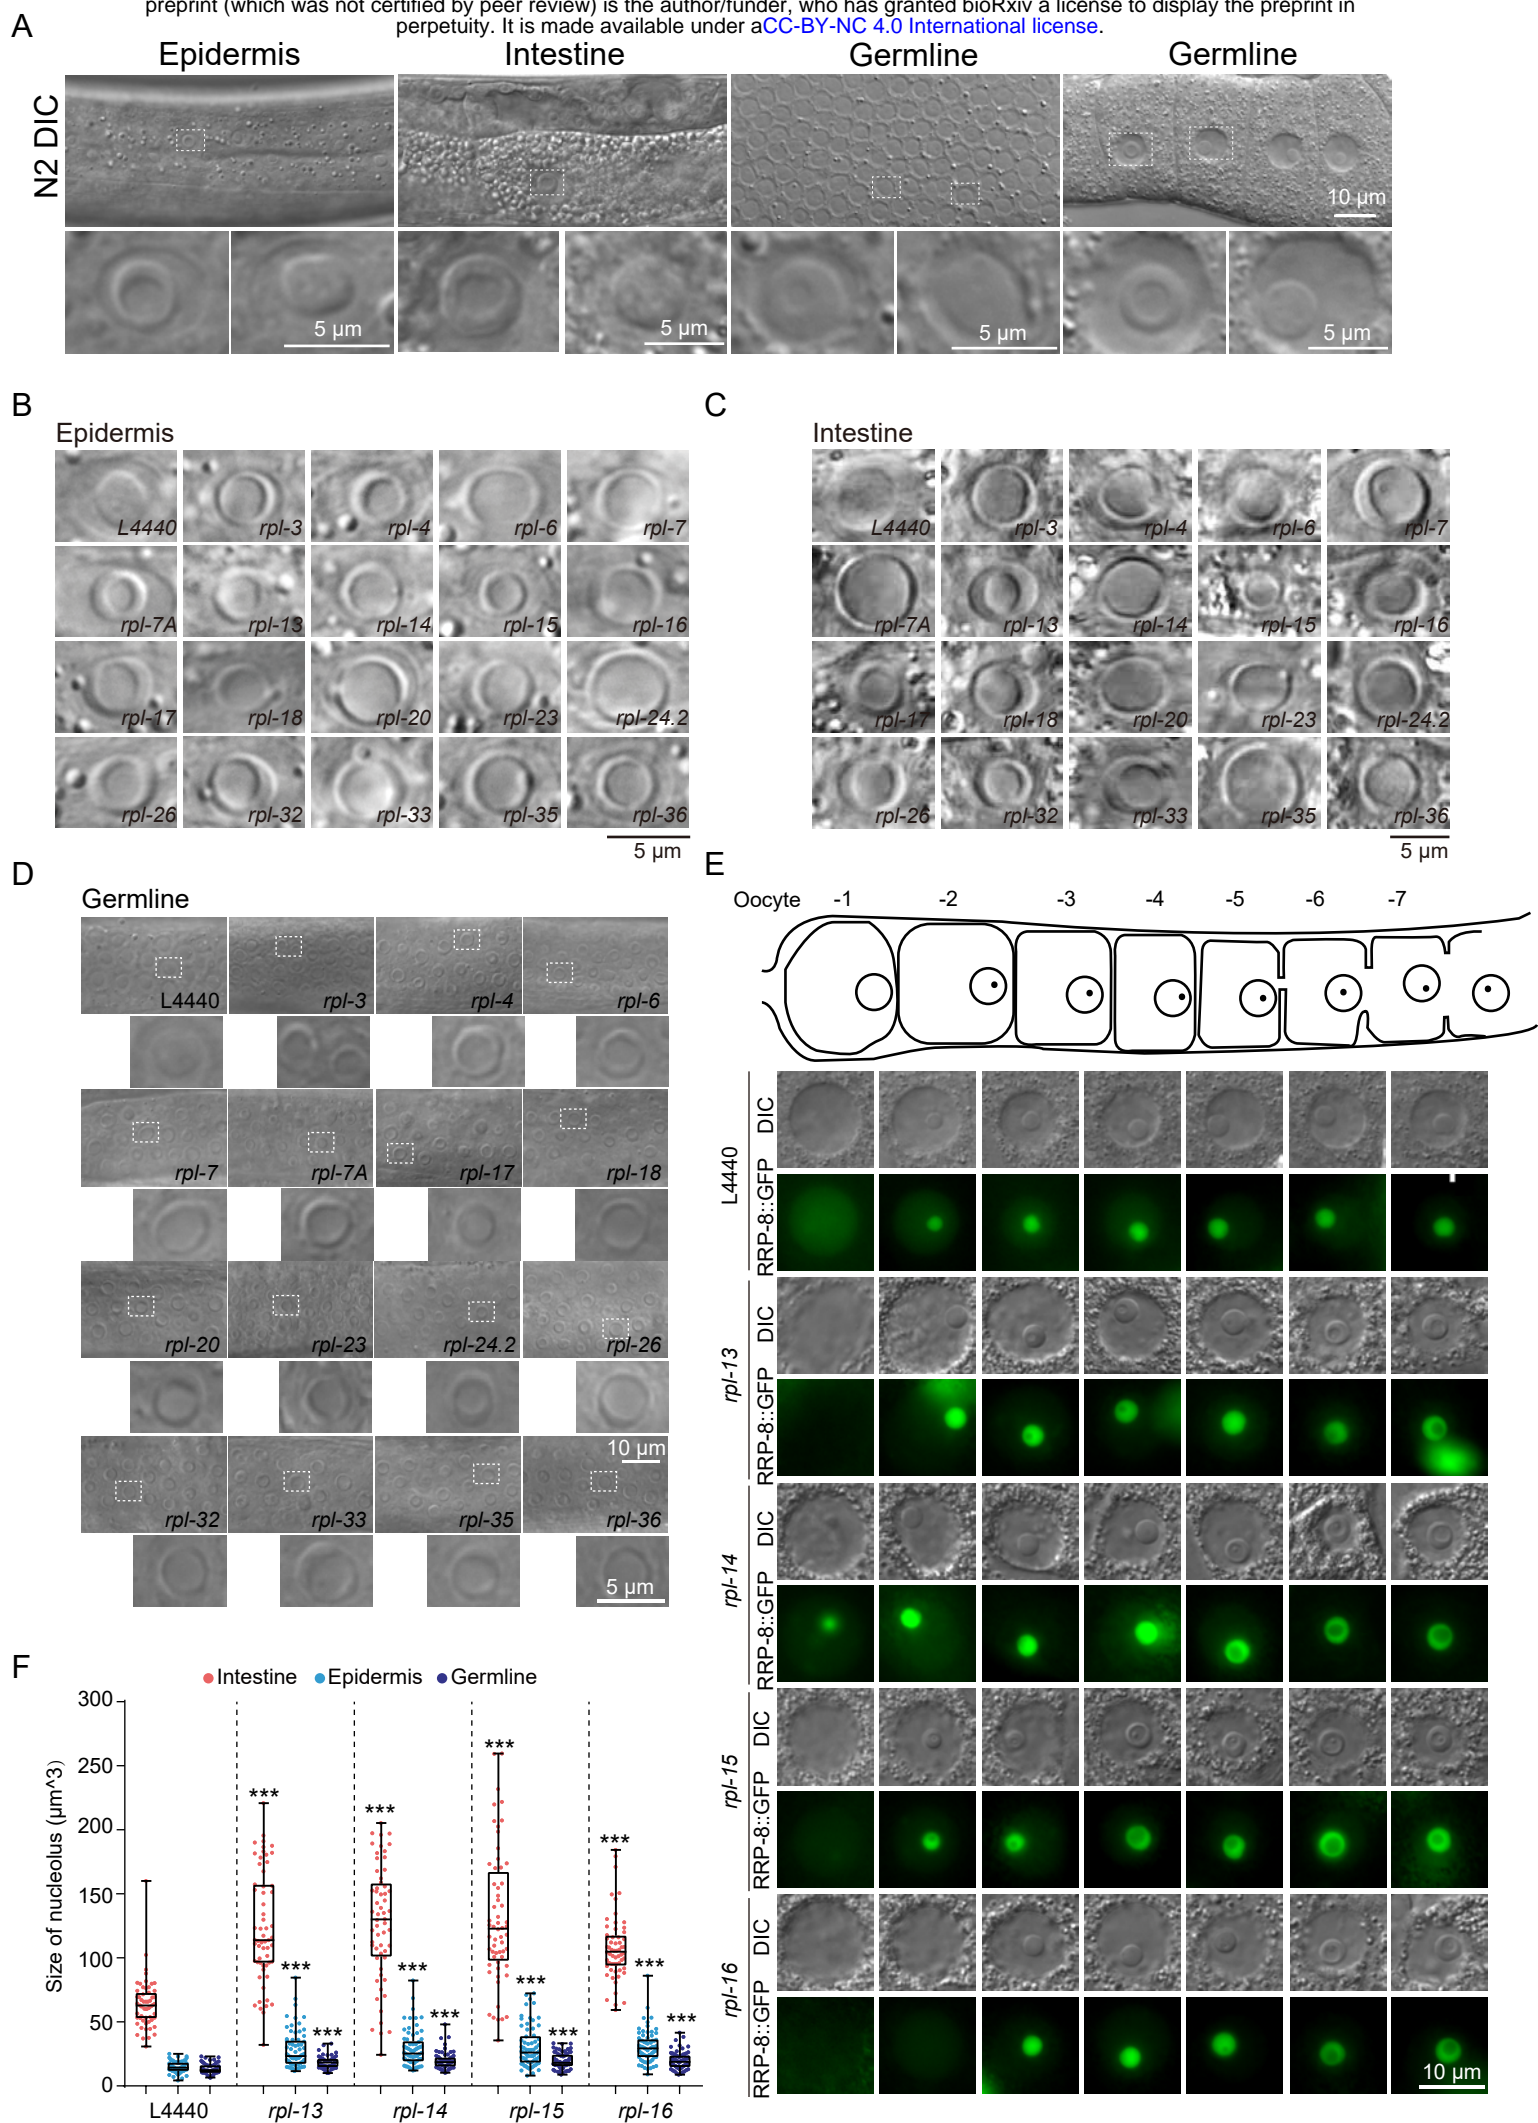 preprint (which was not certified by peer review) is the author/funder, who has granted bioRxiv a license to display the preprint in
perpetuity. It is made available under aCC-BY-NC 4.0 International license.
A
Epidermis Intestine Germline Germline
N2 DIC
10 µm
5 µm 5 µm 5 µm 5 µm
B
Epidermis
L4440 rpl-3 rpl-4 rpl-6 rpl-7
rpl-7A rpl-13 rpl-14 rpl-15 rpl-16
rpl-17 rpl-18 rpl-20 rpl-23 rpl-24.2
rpl-26 rpl-32 rpl-33 rpl-35 rpl-36
5 µm
C
Intestine
L4440 rpl-3 rpl-4 rpl-6 rpl-7
rpl-7A rpl-13 rpl-14 rpl-15 rpl-16
rpl-17 rpl-18 rpl-20 rpl-23 rpl-24.2
rpl-26 rpl-32 rpl-33 rpl-35 rpl-36
5 µm
D
Germline
L4440 rpl-3 rpl-4 rpl-6
rpl-7 rpl-7A rpl-17 rpl-18
rpl-20 rpl-23 rpl-24.2 rpl-26
10 µm
rpl-32 rpl-33 rpl-35 rpl-36
5 µm
E
Oocyte -1 -2 -3 -4 -5 -6 -7
L4440
DIC
RRP-8::GFP
rpl-13
DIC
RRP-8::GFP
rpl-14
DIC
RRP-8::GFP
rpl-15
DIC
RRP-8::GFP
rpl-16
DIC
RRP-8::GFP
10 µm
F
Intestine Epidermis Germline
Size of nucleolus (µm^3)
300
250
200
150
100
50
0
*** *** ***
*** *** ***
*** *** ***
*** *** ***
L4440 rpl-13 rpl-14 rpl-15 rpl-16